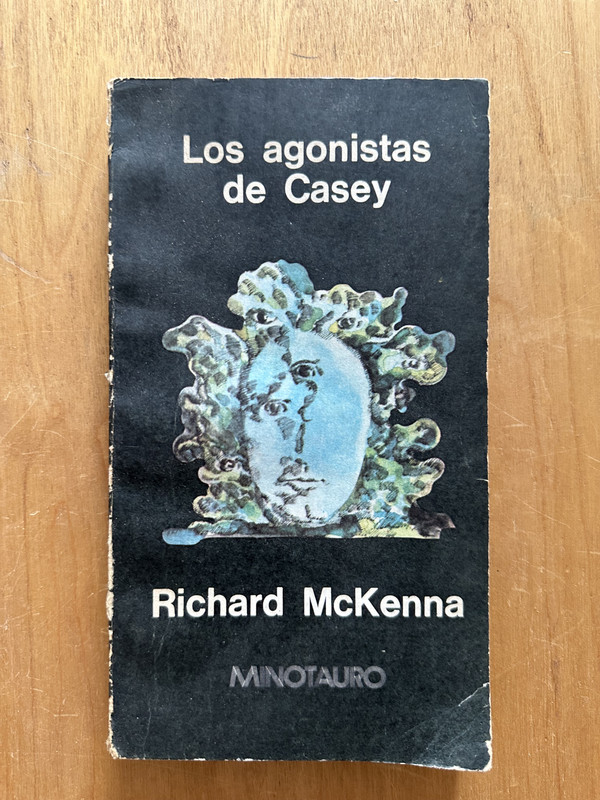 Los agonistas
de Casey
Richard McKenna
MINOTAURO